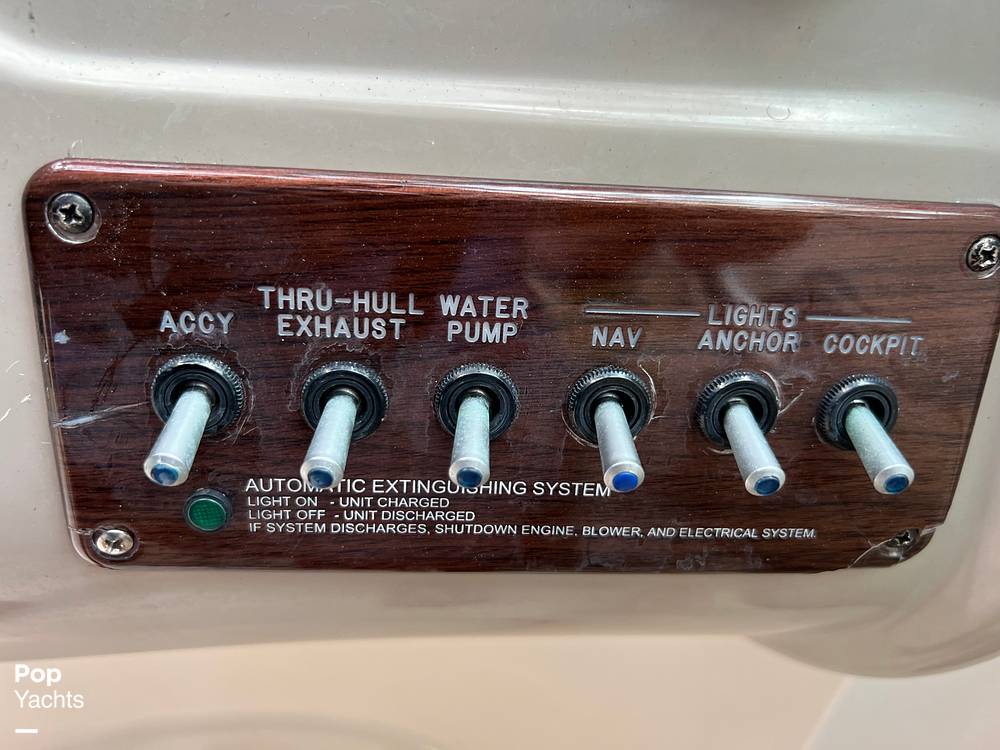 ACCY
THRU-HULL
EXHAUST
WATER
PUMP
LIGHTS
NAV
ANCHOR
COCKPIT
AUTOMATIC EXTINGUISHING SYSTEM
LIGHT ON - UNIT CHARGED
LIGHT OFF - UNIT DISCHARGED
IF SYSTEM DISCHARGES, SHUTDOWN ENGINE, BLOWER, AND ELECTRICAL SYSTEM.
Pop
Yachts